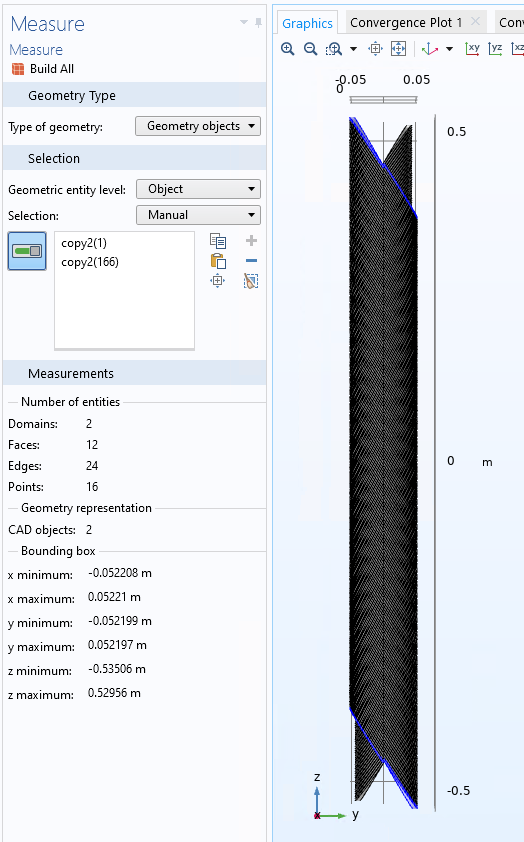 Measure
Measure
Build All
Geometry Type
Type of geometry: Geometry objects
Selection
Geometric entity level: Object
Selection: Manual
copy2(1)
copy2(166)
Measurements
Number of entities
Domains: 2
Faces: 12
Edges: 24
Points: 16
Geometry representation
CAD objects: 2
Bounding box
x minimum: -0.052208 m
x maximum: 0.05221 m
y minimum: -0.052199 m
y maximum: 0.052197 m
z minimum: -0.53506 m
z maximum: 0.52956 m
Graphics Convergence Plot 1 Conv
xy yz xz
-0.05 0.05
0
0.5
0 m
-0.5
z
x y